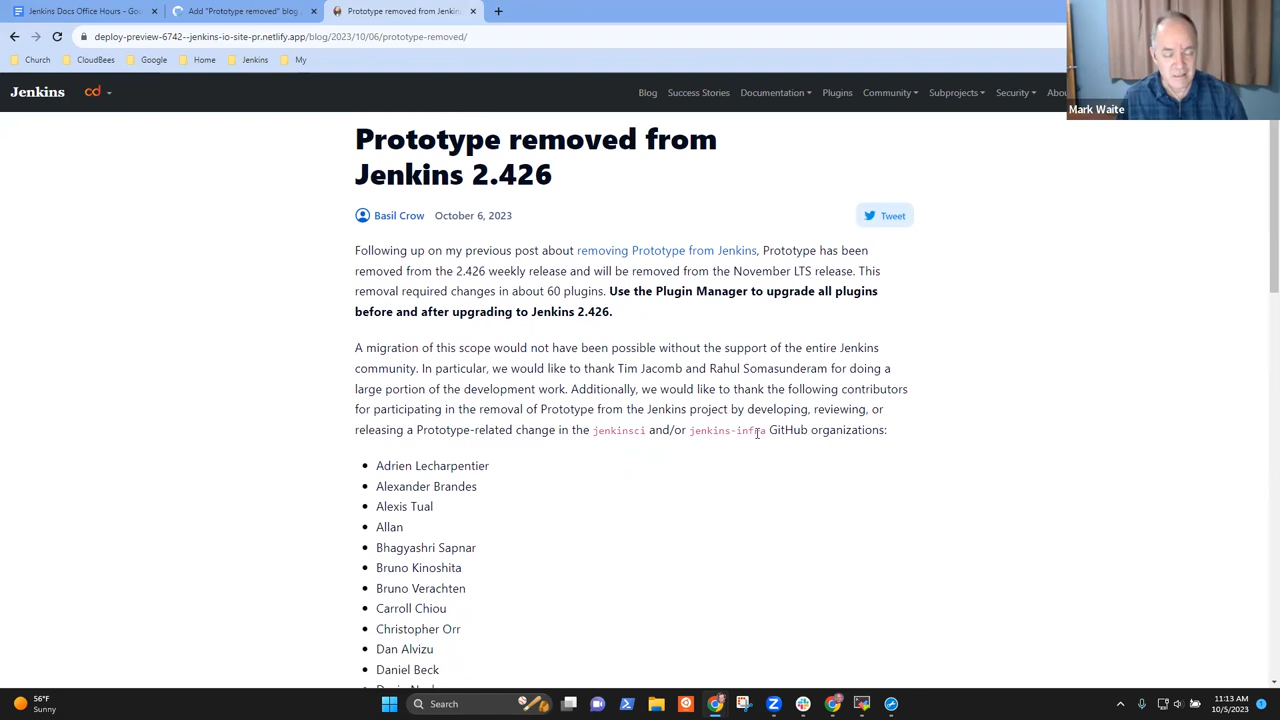 Jenkins Docs Office Hours - Goo
Add "Prototype removed" blog
Prototype removed from Jenkins
deploy-preview-6742--jenkins-io-site-pr.netlify.app/blog/2023/10/06/prototype-removed/
Church
CloudBees
Google
Home
Jenkins
My
Mark Waite
Jenkins
cd
Blog
Success Stories
Documentation
Plugins
Community
Subprojects
Security
Abou
Prototype removed from
Jenkins 2.426
Basil Crow October 6, 2023
Tweet
Following up on my previous post about removing Prototype from Jenkins, Prototype has been
removed from the 2.426 weekly release and will be removed from the November LTS release. This
removal required changes in about 60 plugins. Use the Plugin Manager to upgrade all plugins
before and after upgrading to Jenkins 2.426.
A migration of this scope would not have been possible without the support of the entire Jenkins
community. In particular, we would like to thank Tim Jacomb and Rahul Somasunderam for doing a
large portion of the development work. Additionally, we would like to thank the following contributors
for participating in the removal of Prototype from the Jenkins project by developing, reviewing, or
releasing a Prototype-related change in the jenkinsci and/or jenkins-infra GitHub organizations:
Adrien Lecharpentier
Alexander Brandes
Alexis Tual
Allan
Bhagyashri Sapnar
Bruno Kinoshita
Bruno Verachten
Carroll Chiou
Christopher Orr
Dan Alvizu
Daniel Beck
56°F
Sunny
Search
11:13 AM
10/5/2023